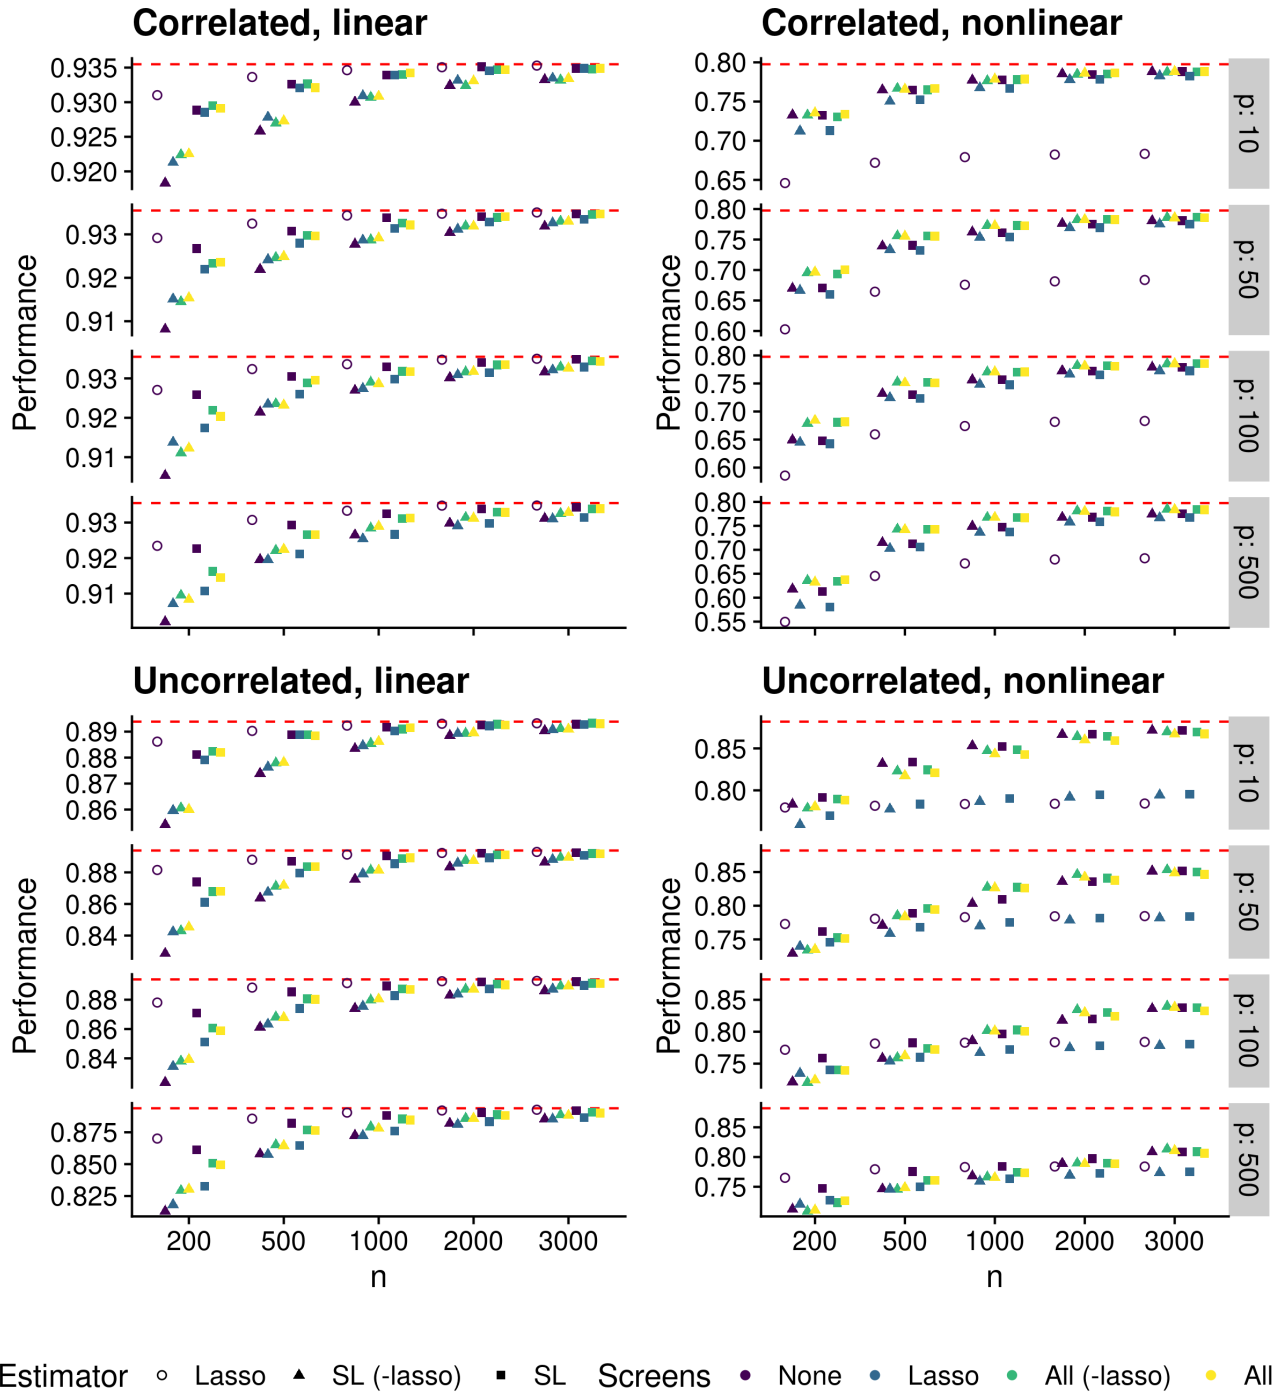 Correlated, linear
Correlated, nonlinear
0.935
0.930
0.925
0.920
0.80
0.75
0.70
0.65
p: 10
0.93
0.92
0.91
0.80
0.75
0.70
0.65
0.60
p: 50
0.93
0.92
0.91
0.80
0.75
0.70
0.65
0.60
p: 100
0.93
0.92
0.91
0.80
0.75
0.70
0.65
0.60
0.55
p: 500
Performance
Performance
Uncorrelated, linear
Uncorrelated, nonlinear
0.89
0.88
0.87
0.86
0.85
0.80
p: 10
0.88
0.86
0.84
0.85
0.80
0.75
p: 50
0.88
0.86
0.84
0.85
0.80
0.75
p: 100
0.875
0.850
0.825
0.85
0.80
0.75
p: 500
Performance
Performance
200 500 1000 2000 3000
200 500 1000 2000 3000
n
n
Estimator Lasso SL (-lasso) SL Screens None Lasso All (-lasso) All